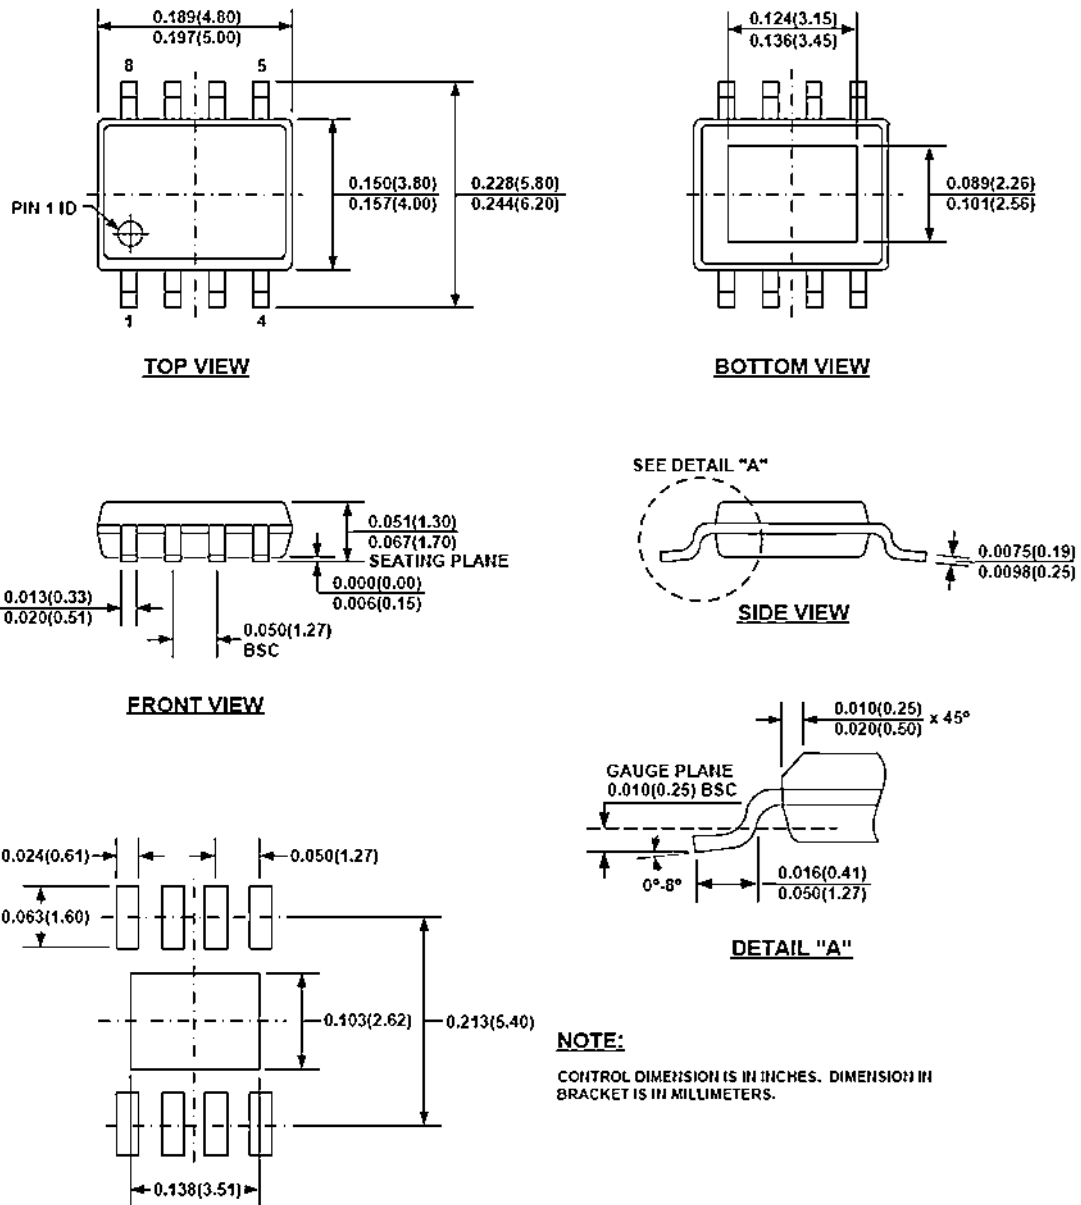 0.189(4.80)
0.197(5.00)
8
5
PIN 1 ID
0.150(3.80)
0.157(4.00)
0.228(5.80)
0.244(6.20)
1
4
TOP VIEW
0.124(3.15)
0.136(3.45)
0.089(2.26)
0.101(2.56)
BOTTOM VIEW
0.051(1.30)
0.067(1.70)
SEATING PLANE
0.000(0.00)
0.006(0.15)
0.013(0.33)
0.020(0.51)
0.050(1.27)
BSC
FRONT VIEW
SEE DETAIL "A"
0.0075(0.19)
0.0098(0.25)
SIDE VIEW
0.010(0.25)
0.020(0.50)
x 45°
GAUGE PLANE
0.010(0.25) BSC
0°-8°
0.016(0.41)
0.050(1.27)
DETAIL "A"
0.024(0.61)
0.050(1.27)
0.063(1.60)
0.103(2.62)
0.213(5.40)
0.138(3.51)
NOTE:
CONTROL DIMENSION IS IN INCHES. DIMENSION IN
BRACKET IS IN MILLIMETERS.